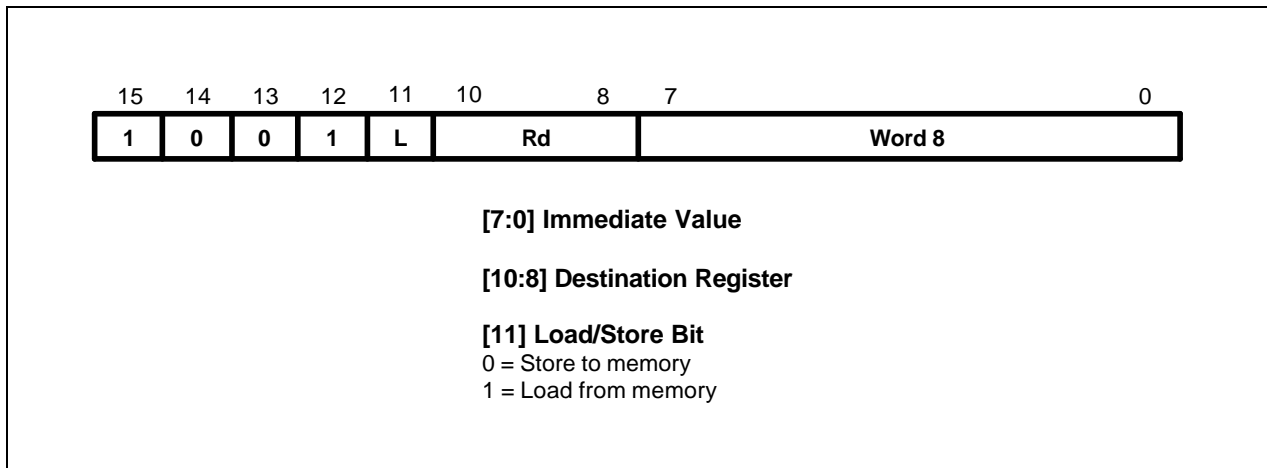 15 14 13 12 11 10 8 7 0
1 0 0 1 L Rd Word 8
[7:0] Immediate Value
[10:8] Destination Register
[11] Load/Store Bit
0 = Store to memory
1 = Load from memory